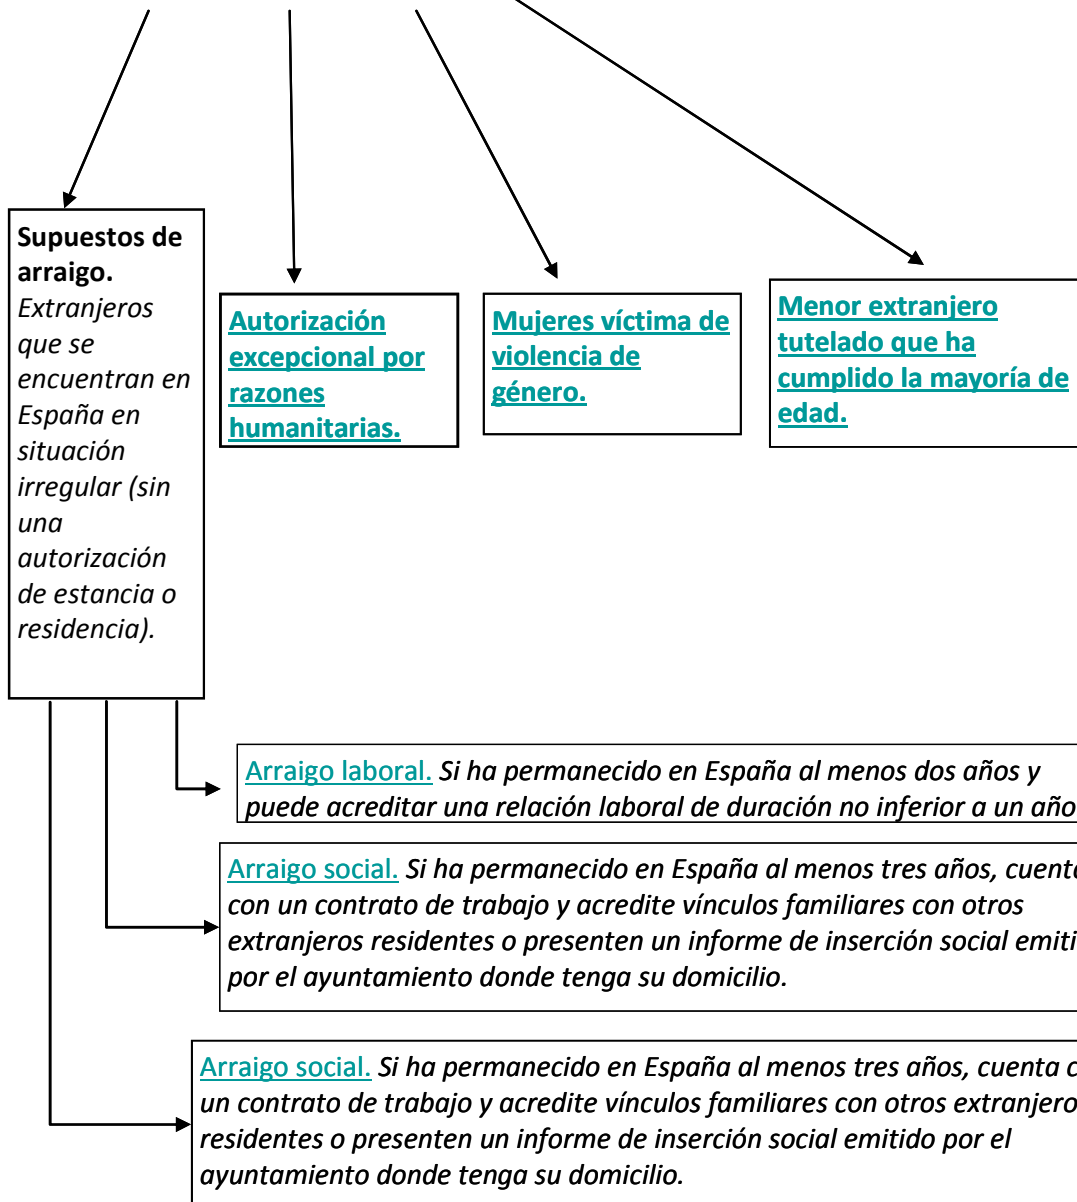 Supuestos de
arraigo.
Extranjeros
que se
encuentran en
España en
situación
irregular (sin
una
autorización
de estancia o
residencia).
Autorización
excepcional por
razones
humanitarias.
Mujeres víctima de
violencia de
género.
Menor extranjero
tutelado que ha
cumplido la mayoría de
edad.
Arraigo laboral. Si ha permanecido en España al menos dos años y
puede acreditar una relación laboral de duración no inferior a un año
Arraigo social. Si ha permanecido en España al menos tres años, cuenta
con un contrato de trabajo y acredite vínculos familiares con otros
extranjeros residentes o presenten un informe de inserción social emiti
por el ayuntamiento donde tenga su domicilio.
Arraigo social. Si ha permanecido en España al menos tres años, cuenta c
un contrato de trabajo y acredite vínculos familiares con otros extranjero
residentes o presenten un informe de inserción social emitido por el
ayuntamiento donde tenga su domicilio.